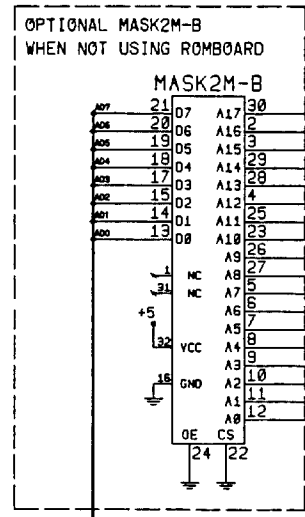 OPTIONAL MASK2M-B
WHEN NOT USING ROMBOARD
MASK2M-B
AD7 21 D7 A17 30
AD6 20 D6 A16 2
AD5 19 D5 A15 3
AD4 18 D4 A14 29
AD3 17 D3 A13 28
AD2 15 D2 A12 4
AD1 14 D1 A11 25
AD0 13 D0 A10 23
A9 26
1 NC A8 27
31 NC A7 5
+5 A6 6
A5 7
32 VCC A4 8
A3 9
16 GND A2 10
A1 11
A0 12
OE CS
24 22